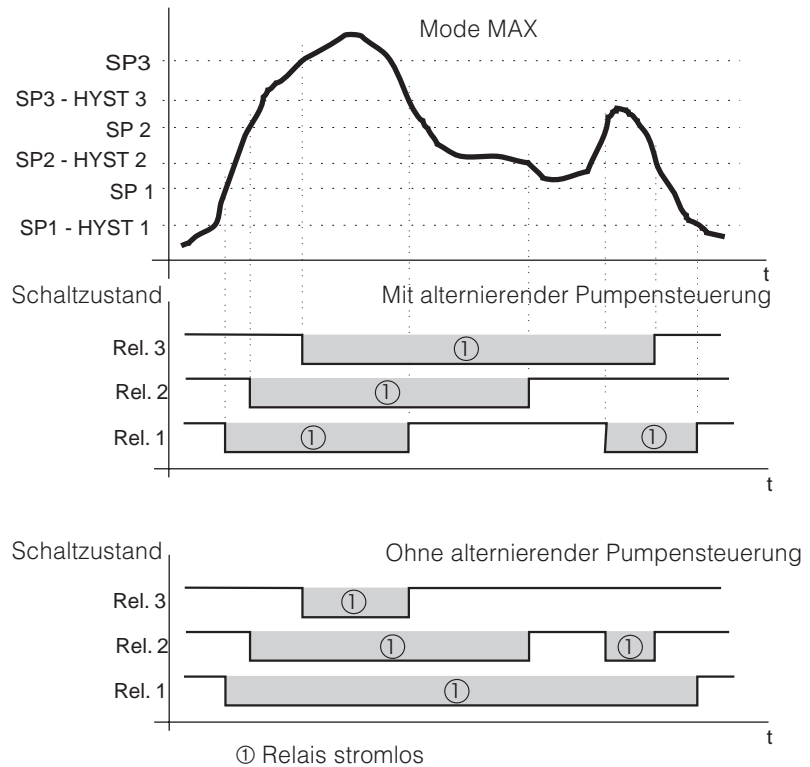 Mode MAX
SP3
SP3 - HYST 3
SP 2
SP2 - HYST 2
SP 1
SP1 - HYST 1
t
Schaltzustand Mit alternierender Pumpensteuerung
Rel. 3 ①
Rel. 2 ①
Rel. 1 ① ①
t
Schaltzustand Ohne alternierender Pumpensteuerung
Rel. 3 ①
Rel. 2 ① ①
Rel. 1 ①
t
① Relais stromlos